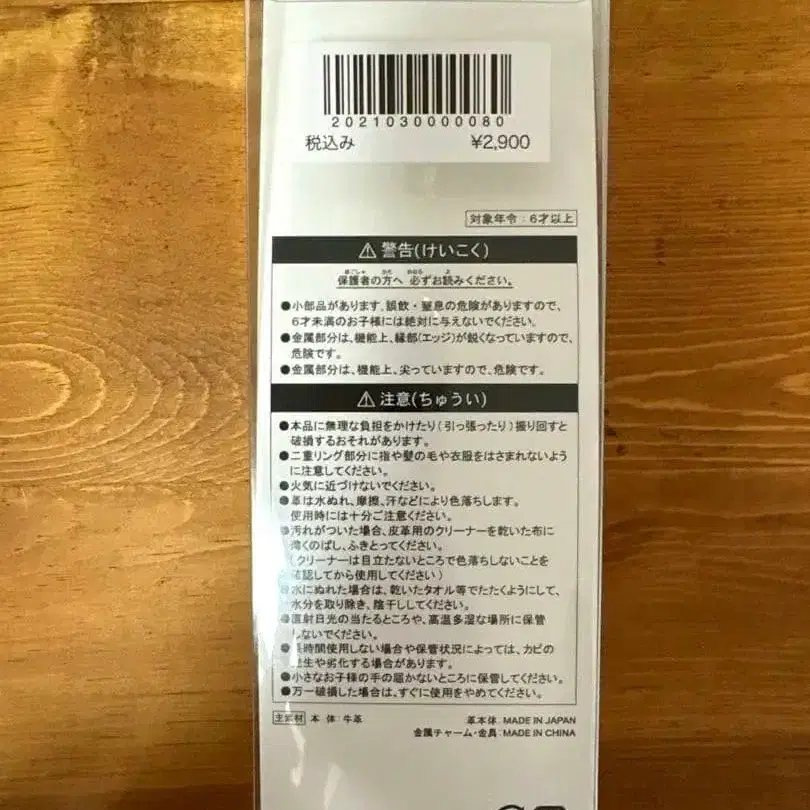 2021030000080
税込み ¥2,900
対象年令：6才以上
⚠警告(けいこく)
保護者の方へ 必ずお読みください。
●小部品があります。誤飲・窒息の危険がありますので、
6才未満のお子様には絶対に与えないでください。
●金属部分は、機能上、縁部(エッジ)が鋭くなっていますので、
危険です。
●金属部分は、機能上、尖っていますので、危険です。
⚠注意(ちゅうい)
●本品に無理な負担をかけたり(引っ張ったり)振り回すと
破損するおそれがあります。
●二重リング部分に指や髪の毛や衣服をはさまれないよう
に注意してください。
●火気に近づけないでください。
●革は水ぬれ、摩擦、汗などにより色落ちします。
使用時には十分ご注意ください。
●汚れがついた場合、皮革用のクリーナーを乾いた布に
薄くのばし、ふきとってください。
(クリーナーは目立たないところで色落ちしないことを
確認してから使用してください)
●水にぬれた場合は、乾いたタオル等でたたくようにして、
水分を取り除き、陰干ししてください。
●直射日光の当たるところや、高温多湿な場所に保管
しないでください。
●長時間使用しない場合や保管状況によっては、カビの
発生や劣化する場合があります。
●小さなお子様の手の届かないところに保管してください。
●万一破損した場合は、すぐに使用をやめてください。
主素材 本 体：牛革 革本体：MADE IN JAPAN
金属チャーム・金具：MADE IN CHINA